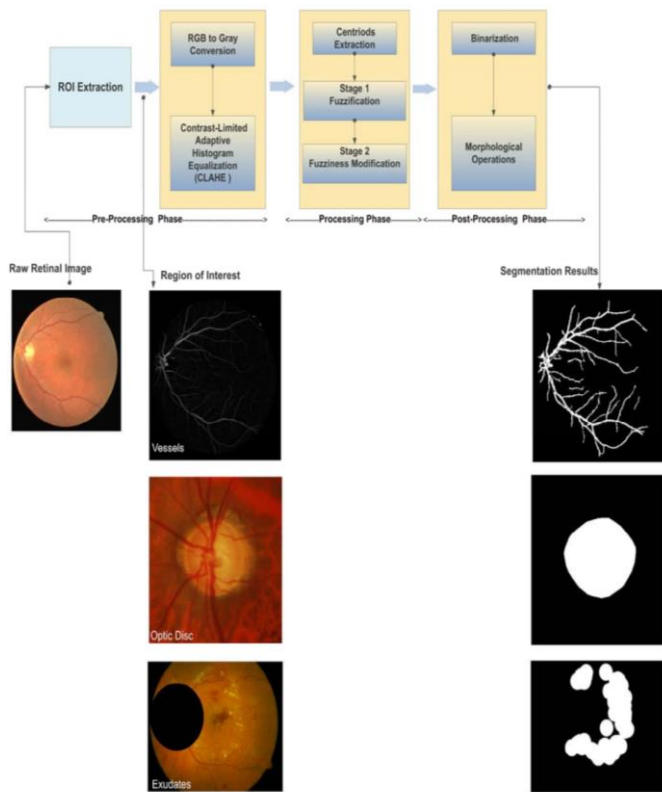 ROI Extraction
RGB to Gray
Conversion
Contrast-Limited
Adaptive
Histogram
Equalization
(CLAHE )
Centriods
Extraction
Stage 1
Fuzzification
Stage 2
Fuzziness Modification
Binarization
Morphological
Operations
Pre-Processing Phase
Processing Phase
Post-Processing Phase
Raw Retinal Image
Region of Interest
Segmentation Results
Vessels
Optic Disc
Exudates